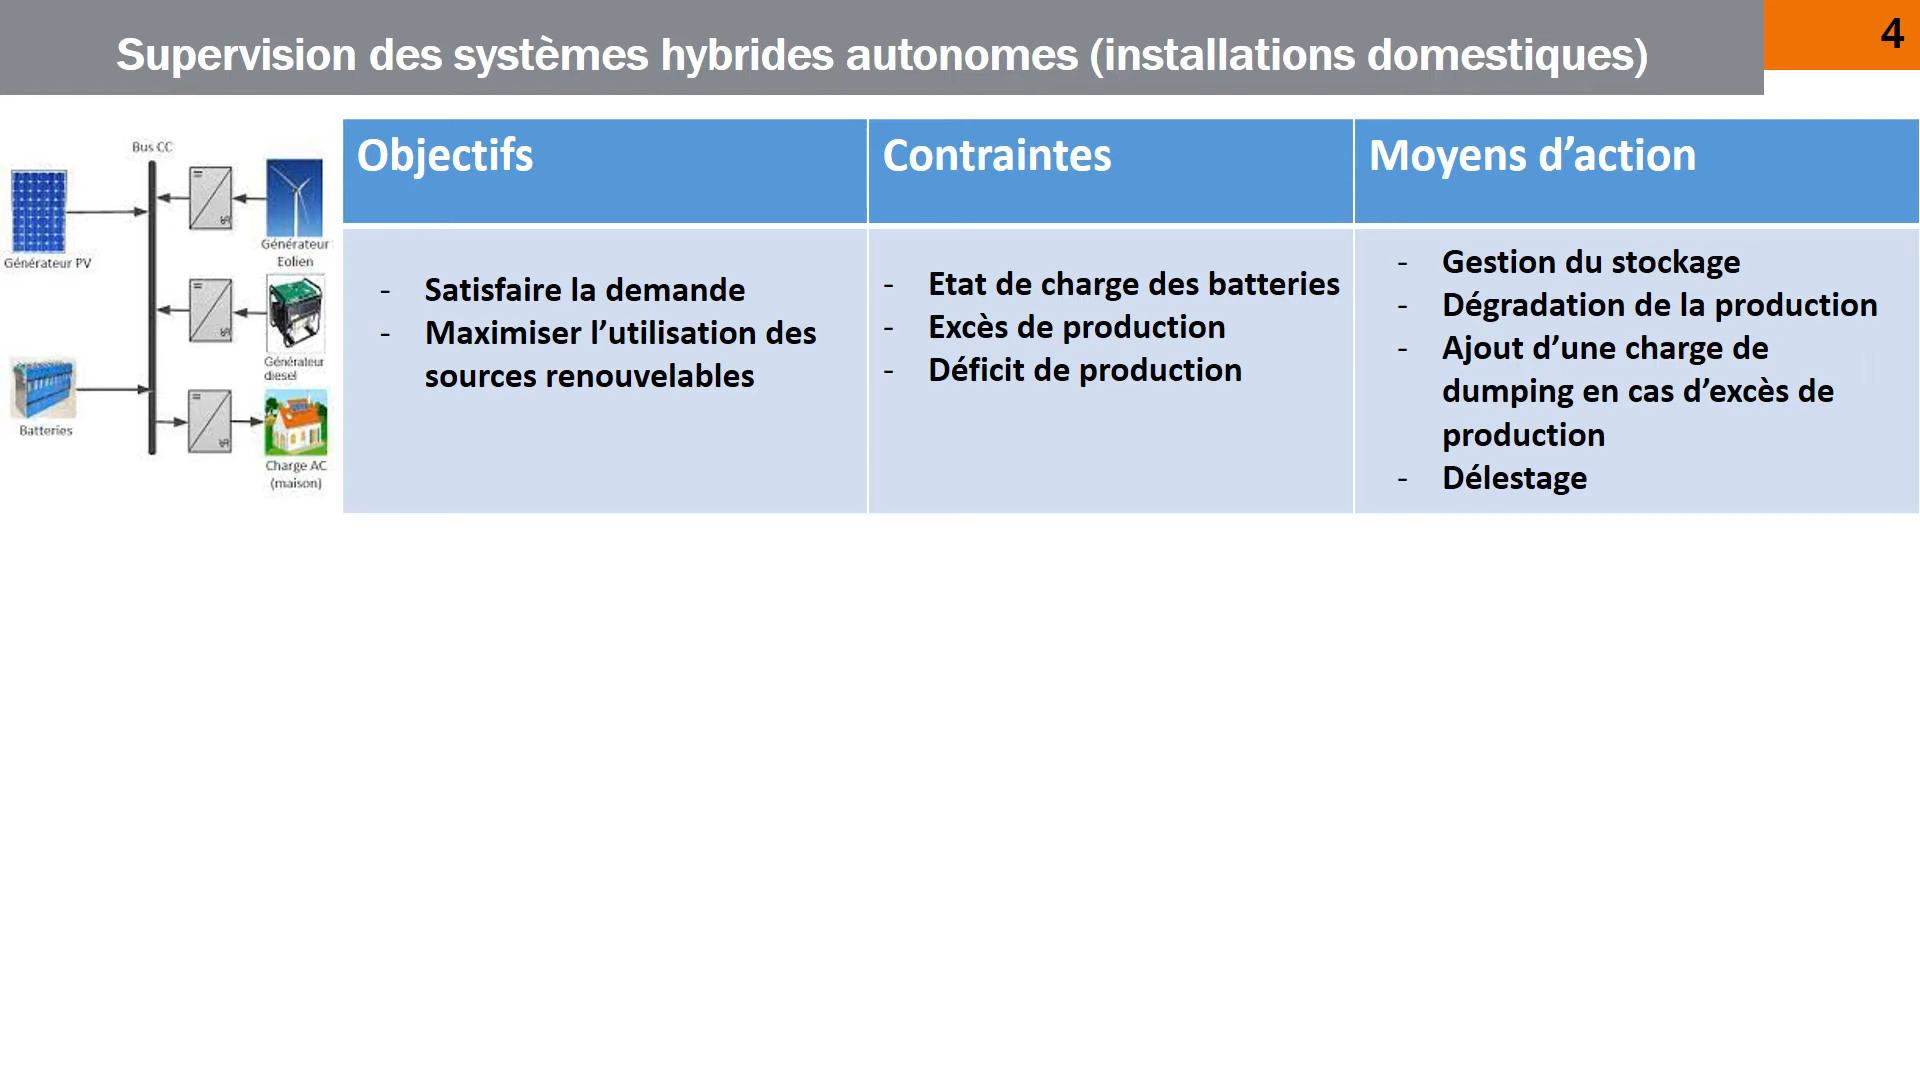 Supervision des systèmes hybrides autonomes (installations domestiques)
4
Bus CC
Générateur PV
Générateur
Eolien
Générateur
diesel
Batteries
Charge AC
(maison)
Objectifs
Contraintes
Moyens d’action
- Satisfaire la demande
- Maximiser l’utilisation des
sources renouvelables
- Etat de charge des batteries
- Excès de production
- Déficit de production
- Gestion du stockage
- Dégradation de la production
- Ajout d’une charge de
dumping en cas d’excès de
production
- Délestage